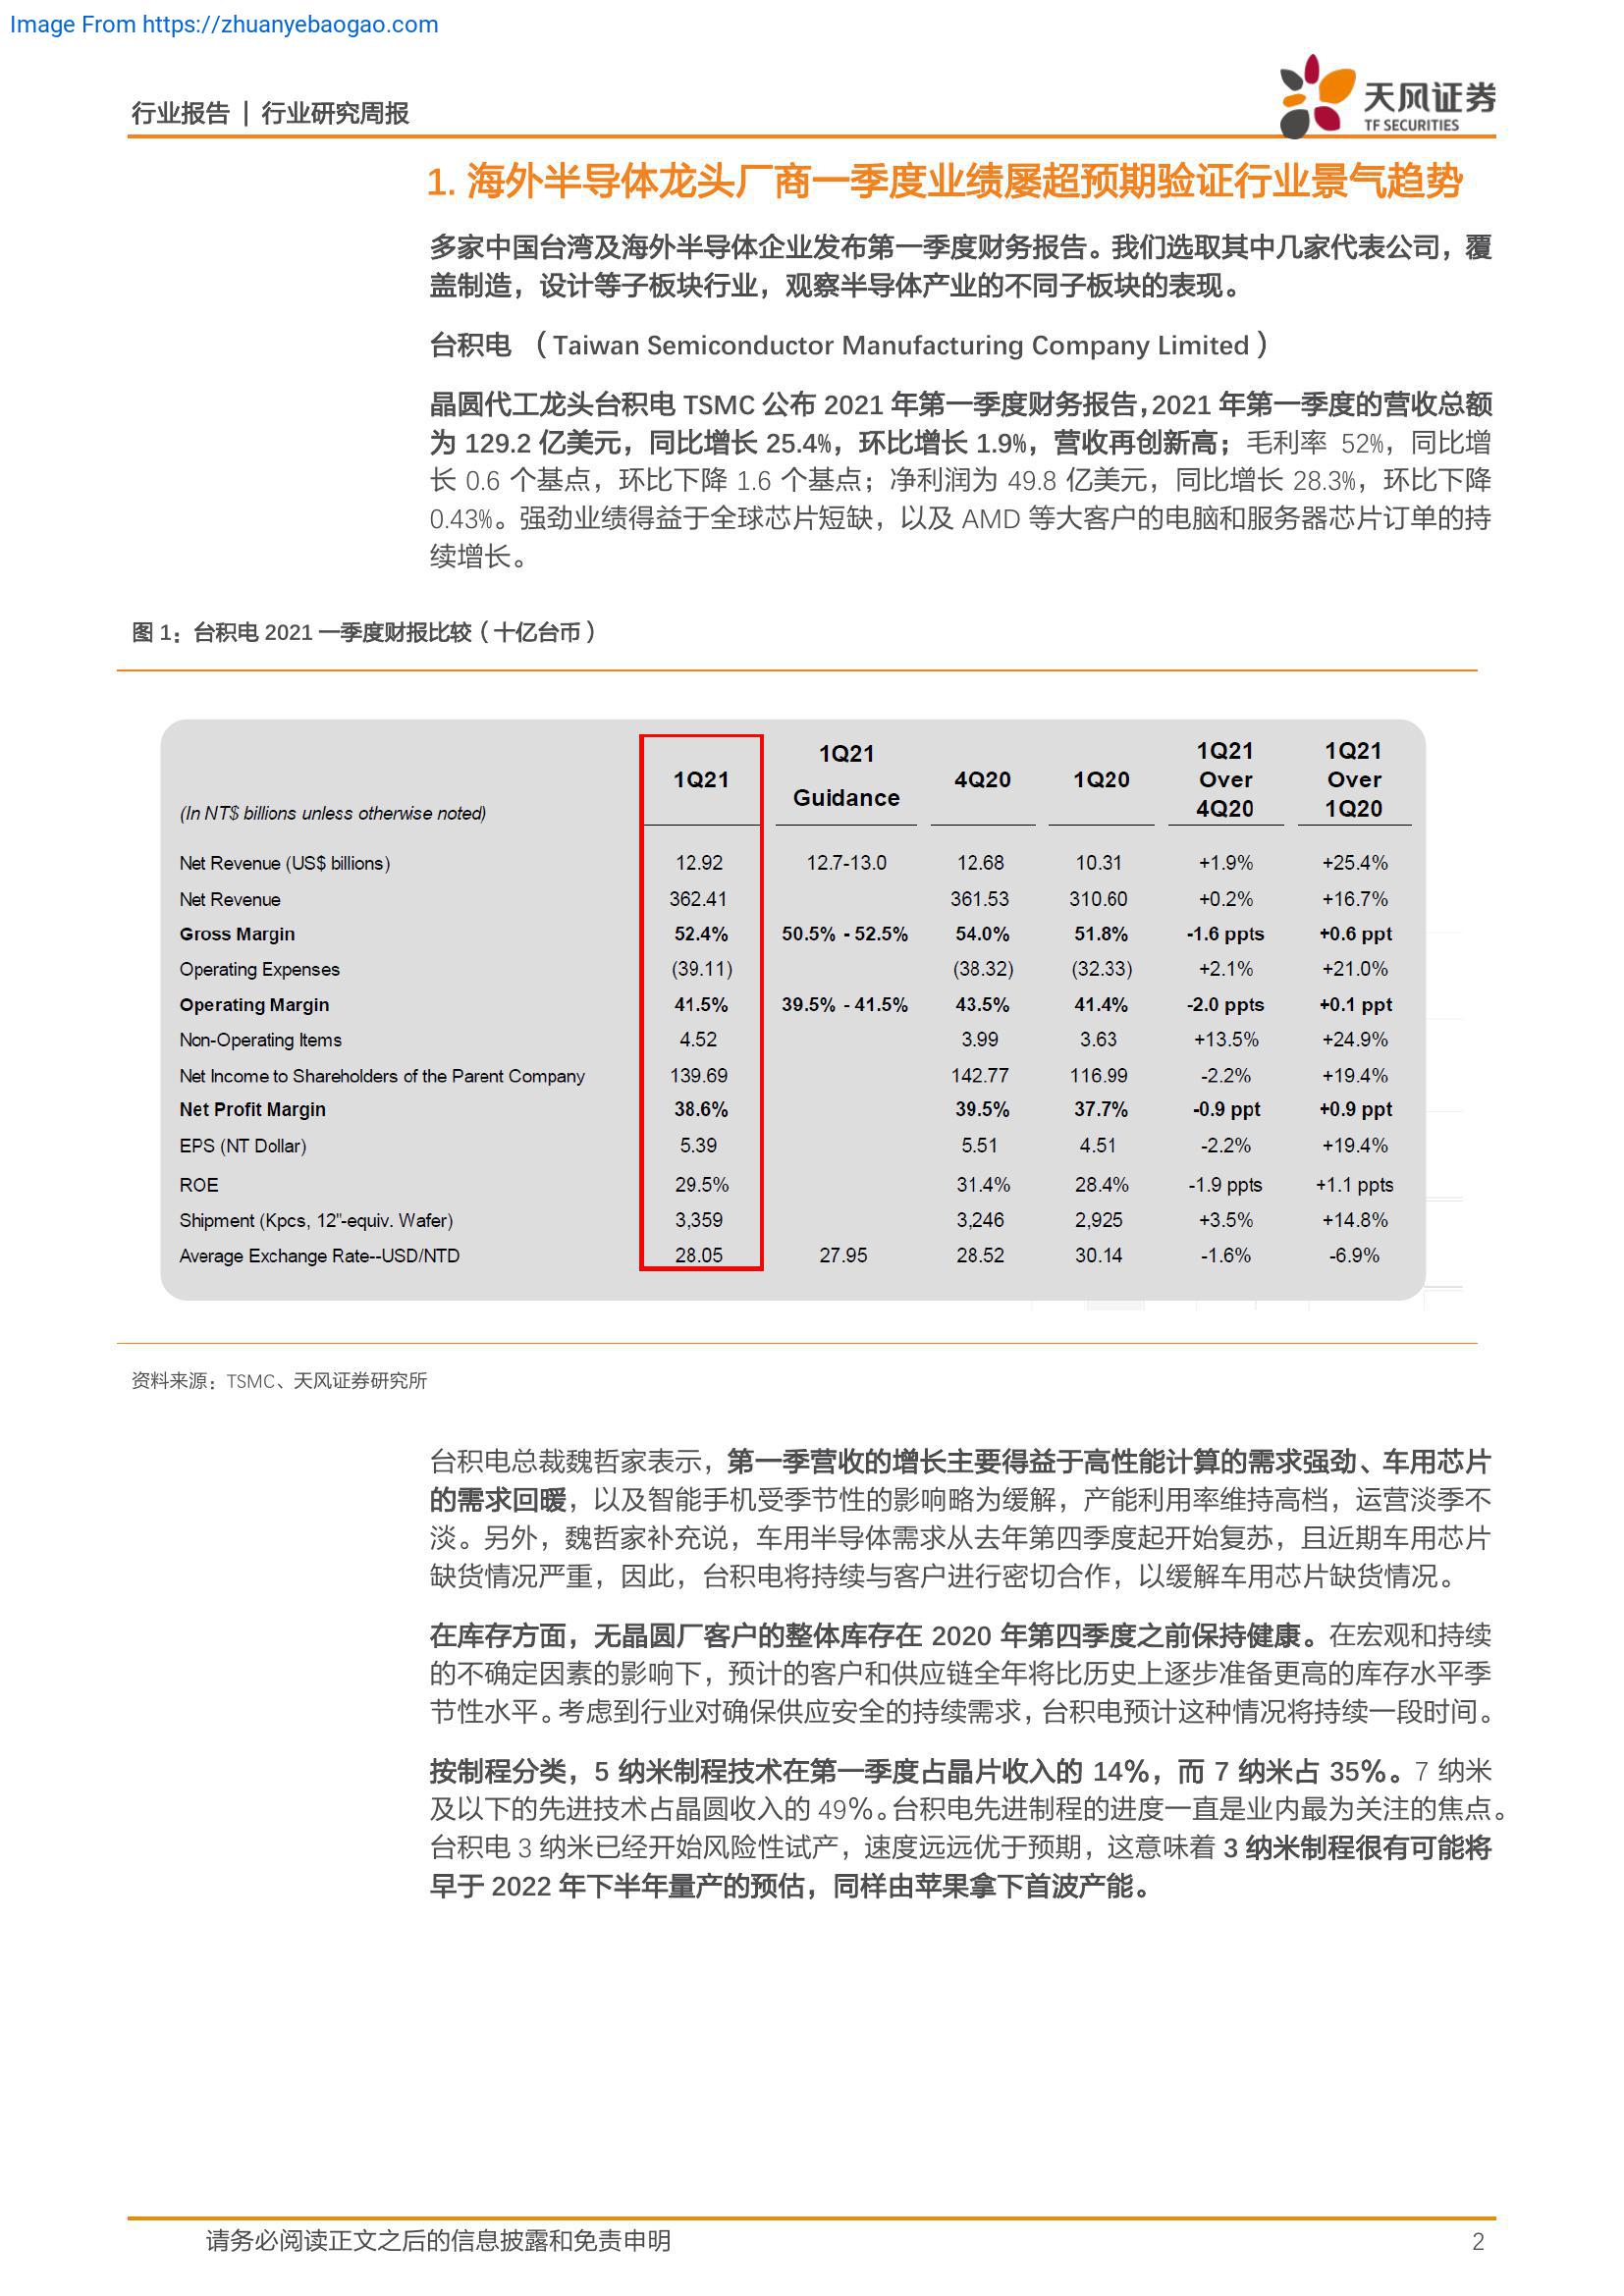 Image From https://zhuanyebaogao.com
行业报告 | 行业研究周报
天风证券
TF SECURITIES
1. 海外半导体龙头厂商一季度业绩屡超预期验证行业景气趋势
多家中国台湾及海外半导体企业发布第一季度财务报告。我们选取其中几家代表公司，覆
盖制造，设计等子板块行业，观察半导体产业的不同子板块的表现。
台积电 （Taiwan Semiconductor Manufacturing Company Limited）
晶圆代工龙头台积电 TSMC 公布 2021 年第一季度财务报告，2021 年第一季度的营收总额
为 129.2 亿美元，同比增长 25.4%，环比增长 1.9%，营收再创新高；毛利率 52%，同比增
长 0.6 个基点，环比下降 1.6 个基点；净利润为 49.8 亿美元，同比增长 28.3%，环比下降
0.43%。强劲业绩得益于全球芯片短缺，以及 AMD 等大客户的电脑和服务器芯片订单的持
续增长。
图 1：台积电 2021 一季度财报比较（十亿台币）
(In NT$ billions unless otherwise noted) 1Q21 1Q21 Guidance 4Q20 1Q20 1Q21 Over 4Q20 1Q21 Over 1Q20
Net Revenue (US$ billions) 12.92 12.7-13.0 12.68 10.31 +1.9% +25.4%
Net Revenue 362.41 361.53 310.60 +0.2% +16.7%
Gross Margin 52.4% 50.5% - 52.5% 54.0% 51.8% -1.6 ppts +0.6 ppt
Operating Expenses (39.11) (38.32) (32.33) +2.1% +21.0%
Operating Margin 41.5% 39.5% - 41.5% 43.5% 41.4% -2.0 ppts +0.1 ppt
Non-Operating Items 4.52 3.99 3.63 +13.5% +24.9%
Net Income to Shareholders of the Parent Company 139.69 142.77 116.99 -2.2% +19.4%
Net Profit Margin 38.6% 39.5% 37.7% -0.9 ppt +0.9 ppt
EPS (NT Dollar) 5.39 5.51 4.51 -2.2% +19.4%
ROE 29.5% 31.4% 28.4% -1.9 ppts +1.1 ppts
Shipment (Kpcs, 12"-equiv. Wafer) 3,359 3,246 2,925 +3.5% +14.8%
Average Exchange Rate--USD/NTD 28.05 27.95 28.52 30.14 -1.6% -6.9%
资料来源：TSMC、天风证券研究所
台积电总裁魏哲家表示，第一季营收的增长主要得益于高性能计算的需求强劲、车用芯片
的需求回暖，以及智能手机受季节性的影响略为缓解，产能利用率维持高档，运营淡季不
淡。另外，魏哲家补充说，车用半导体需求从去年第四季度起开始复苏，且近期车用芯片
缺货情况严重，因此，台积电将持续与客户进行密切合作，以缓解车用芯片缺货情况。
在库存方面，无晶圆厂客户的整体库存在 2020 年第四季度之前保持健康。在宏观和持续
的不确定因素的影响下，预计的客户和供应链全年将比历史上逐步准备更高的库存水平季
节性水平。考虑到行业对确保供应安全的持续需求，台积电预计这种情况将持续一段时间。
按制程分类，5 纳米制程技术在第一季度占晶片收入的 14％，而 7 纳米占 35％。7 纳米
及以下的先进技术占晶圆收入的 49％。台积电先进制程的进度一直是业内最为关注的焦点。
台积电 3 纳米已经开始风险性试产，速度远远优于预期，这意味着 3 纳米制程很有可能将
早于 2022 年下半年量产的预估，同样由苹果拿下首波产能。
请务必阅读正文之后的信息披露和免责申明 2